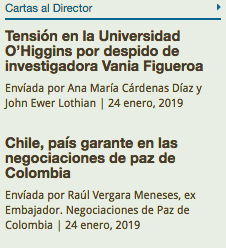 Cartas al Director
Tensión en la Universidad
O'Higgins por despido de
investigadora Vania Figueroa
Envíada por Ana María Cárdenas Díaz y
John Ewer Lothian | 24 enero, 2019
Chile, país garante en las
negociaciones de paz de
Colombia
Envíada por Raúl Vergara Meneses, ex
Embajador. Negociaciones de Paz de
Colombia | 24 enero, 2019